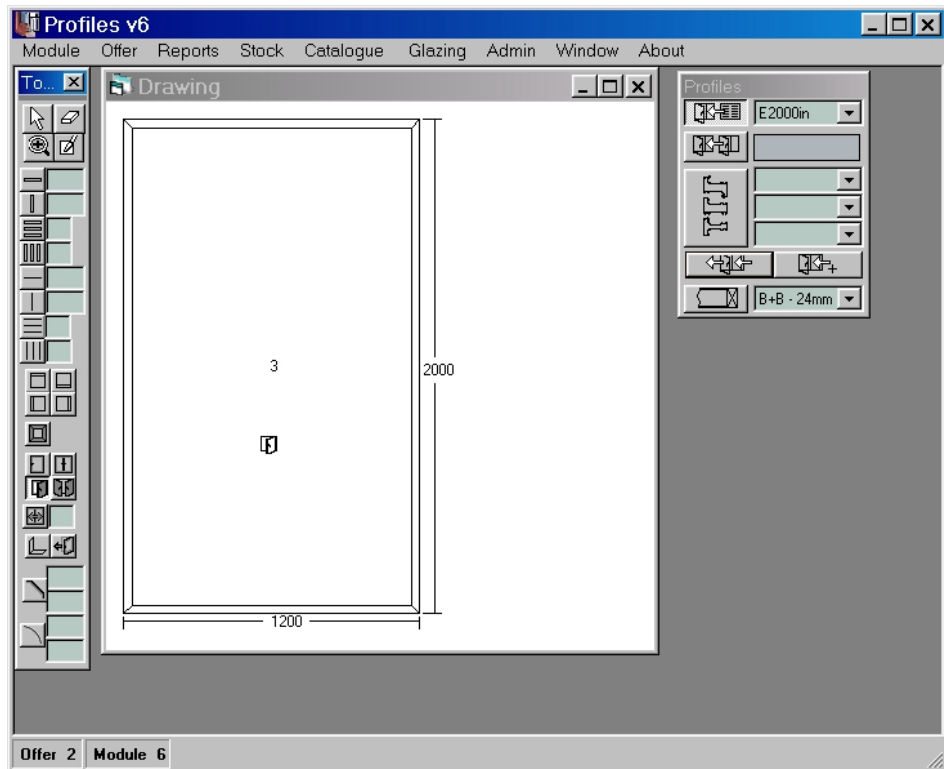 Profiles v6
Module Offer Reports Stock Catalogue Glazing Admin Window About
To...
Drawing
Profiles
E2000in
B+B - 24mm
3
2000
1200
Offer 2 Module 6